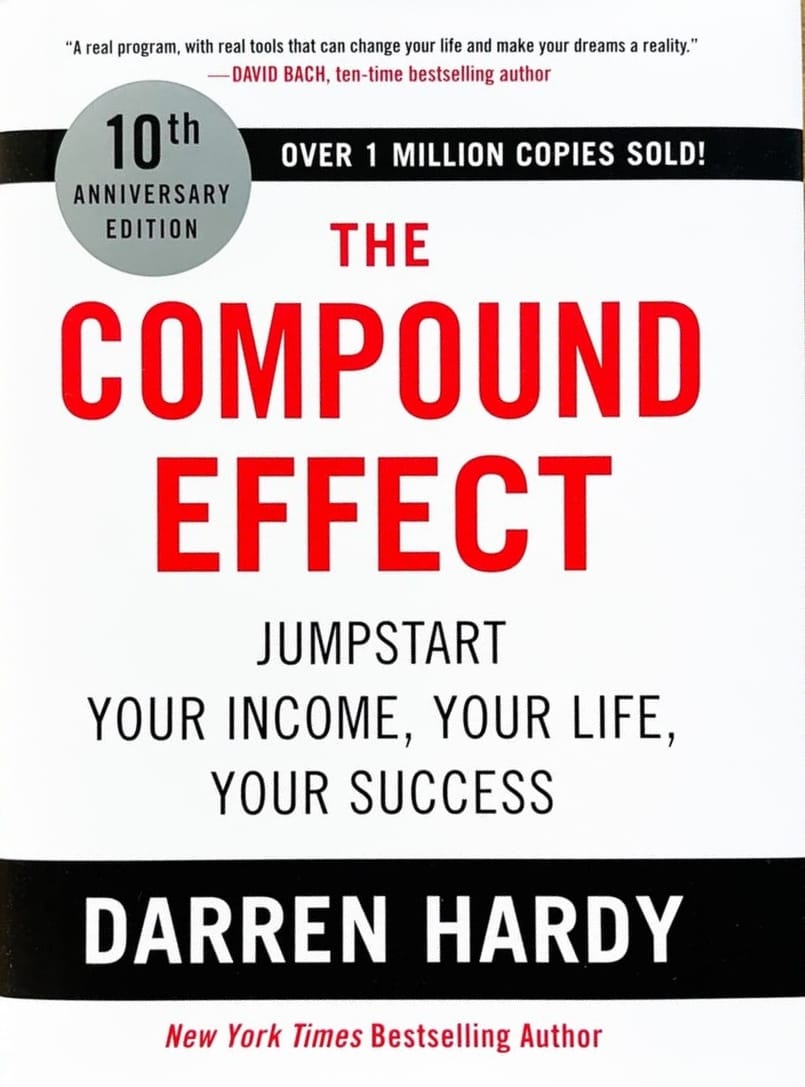 “A real program, with real tools that can change your life and make your dreams a reality.”
—DAVID BACH, ten-time bestselling author
10th
ANNIVERSARY
EDITION
OVER 1 MILLION COPIES SOLD!
THE
COMPOUND
EFFECT
JUMPSTART
YOUR INCOME, YOUR LIFE,
YOUR SUCCESS
DARREN HARDY
New York Times Bestselling Author